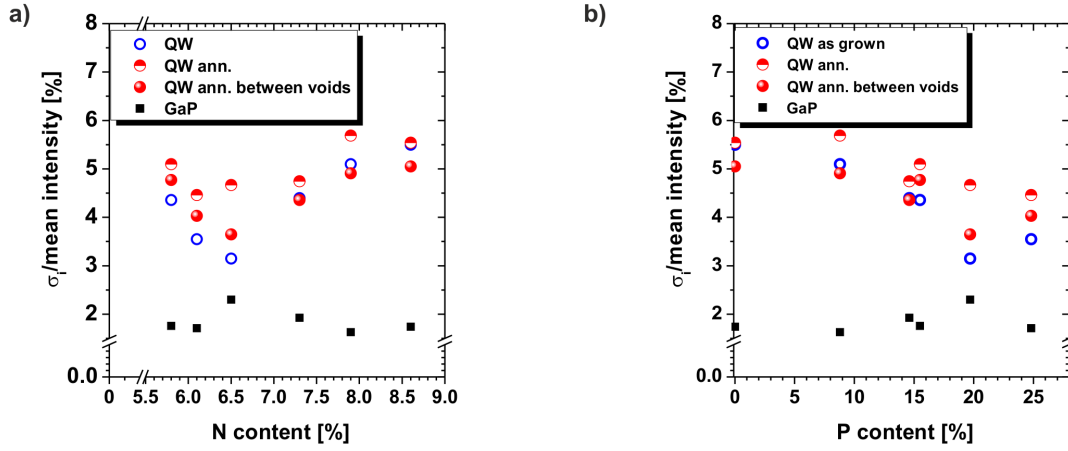 a)
8
7
6
5
4
3
2
0.0
σi/mean intensity [%]
QW
QW ann.
QW ann. between voids
GaP
0 5.5 6.0 6.5 7.0 7.5 8.0 8.5 9.0
N content [%]
b)
8
7
6
5
4
3
2
0.0
σi/mean intensity [%]
QW as grown
QW ann.
QW ann. between voids
GaP
0 5 10 15 20 25
P content [%]